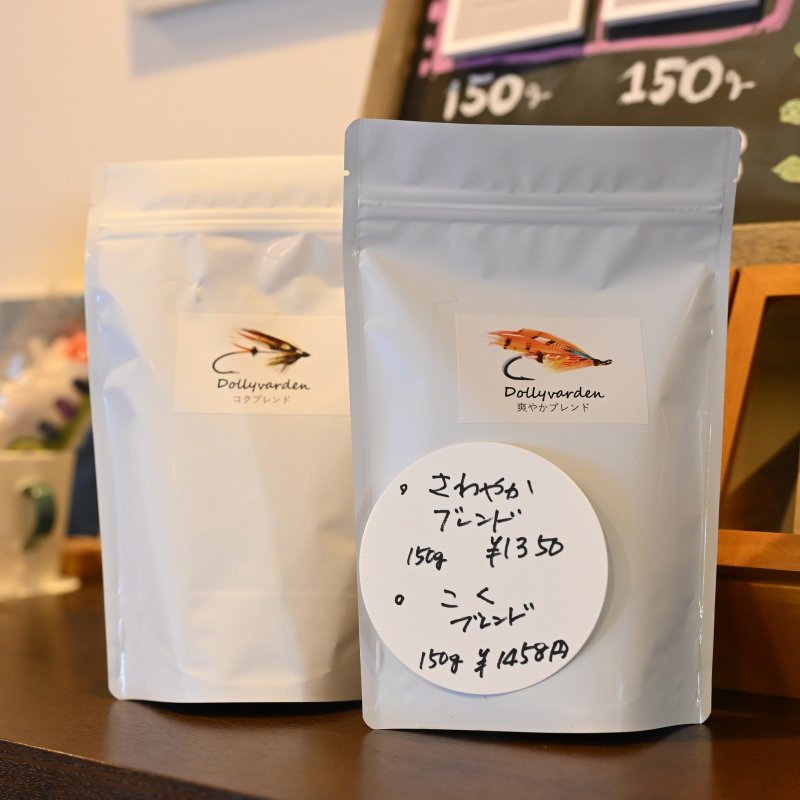 150g
150g
Dollyvarden
コクブレンド
Dollyvarden
爽やかブレンド
。さわやか
ブレンド
150g ¥1350
。こく
ブレンド
150g ¥1458円